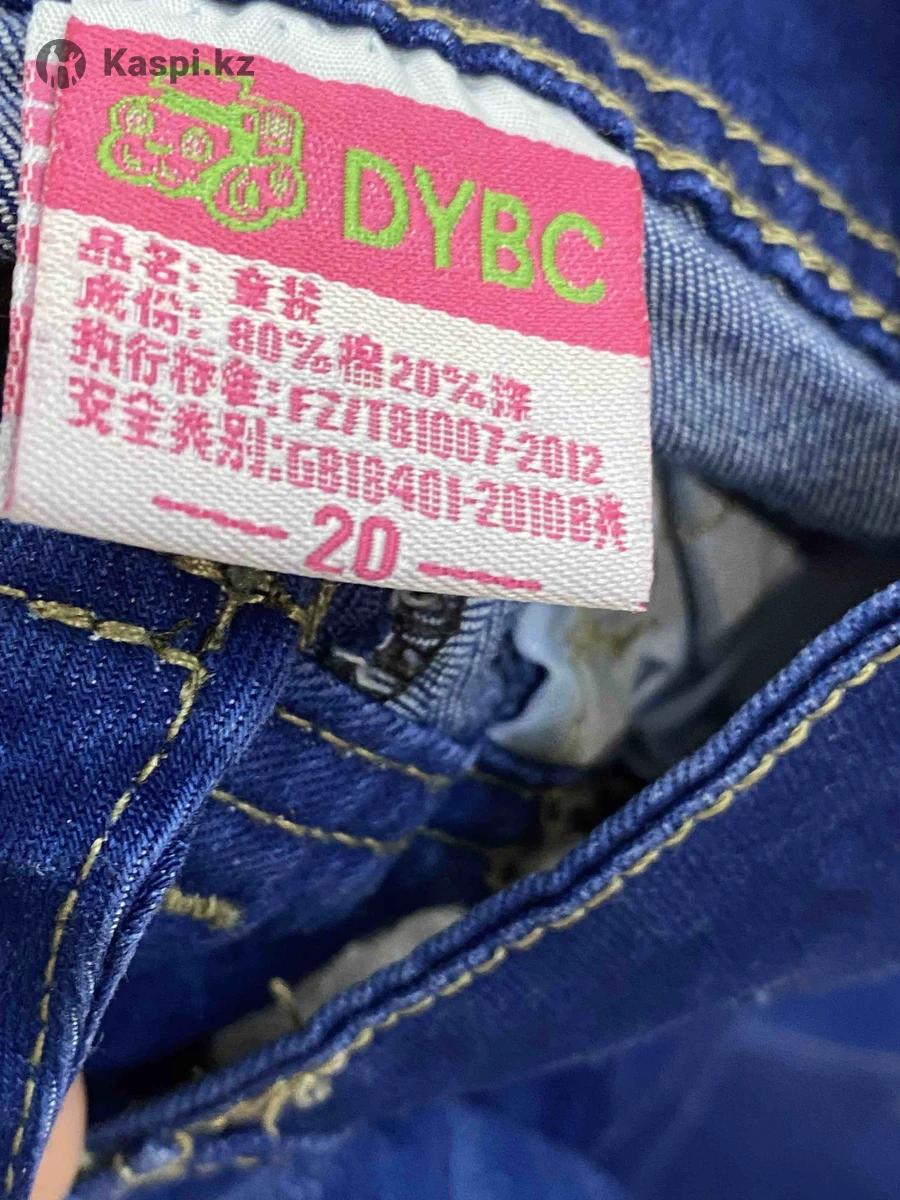 Kaspi.kz
DYBC
品名: 童装
成份: 80%棉20%涤
执行标准: FZ/T81007-2012
安全类别:GB18401-2010B类
20